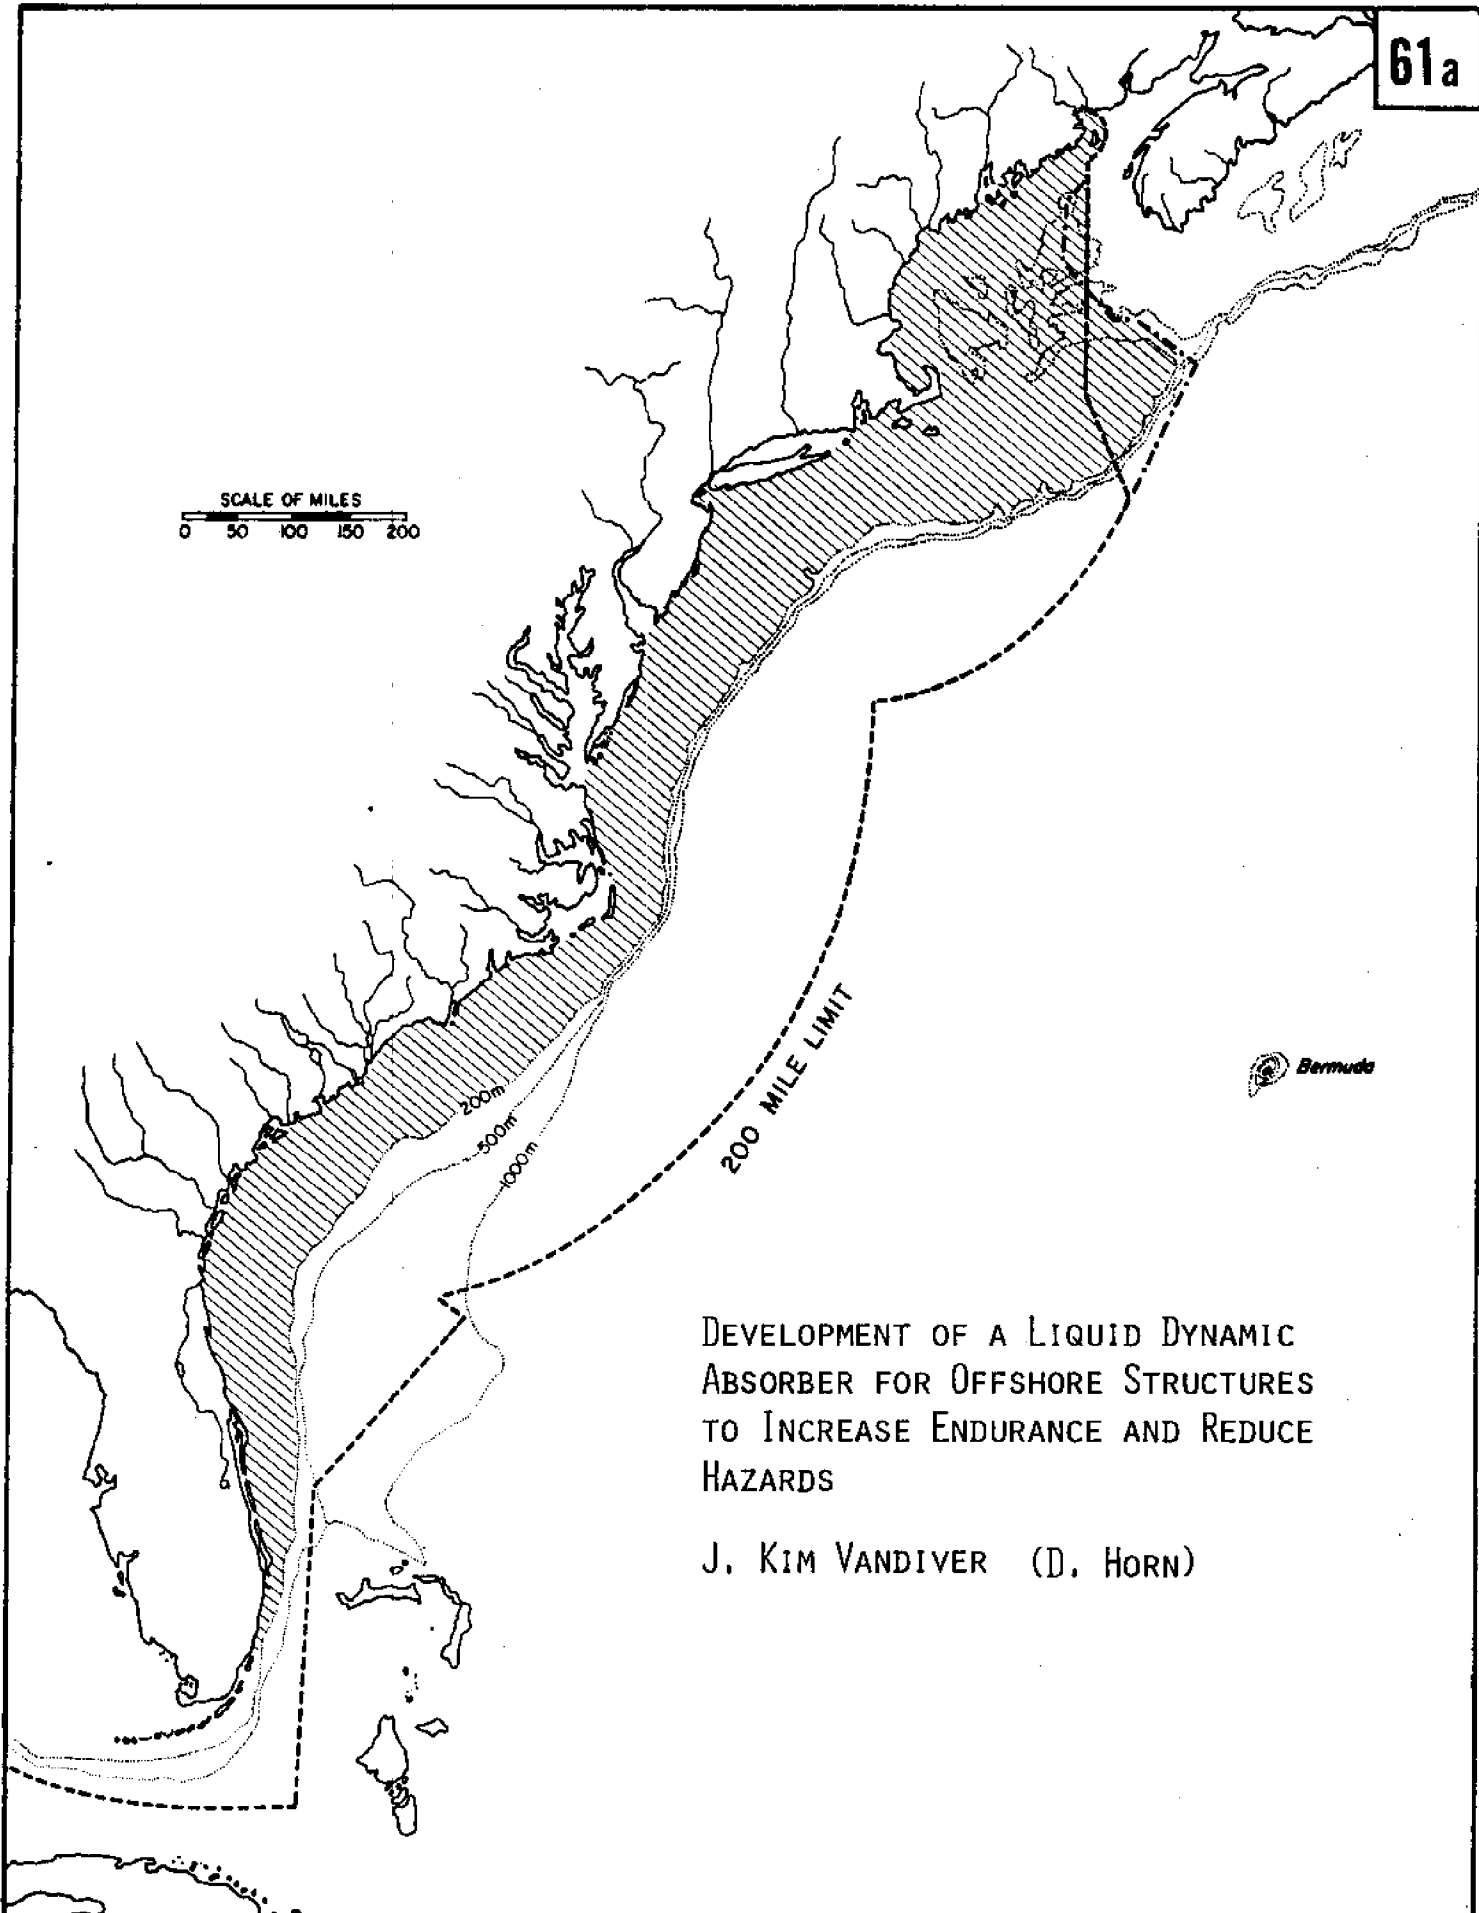 61a
SCALE OF MILES
0 50 100 150 200
200 MILE LIMIT
Bermuda
200m
500m
1000m
DEVELOPMENT OF A LIQUID DYNAMIC
ABSORBER FOR OFFSHORE STRUCTURES
TO INCREASE ENDURANCE AND REDUCE
HAZARDS
J. KIM VANDIVER (D. HORN)